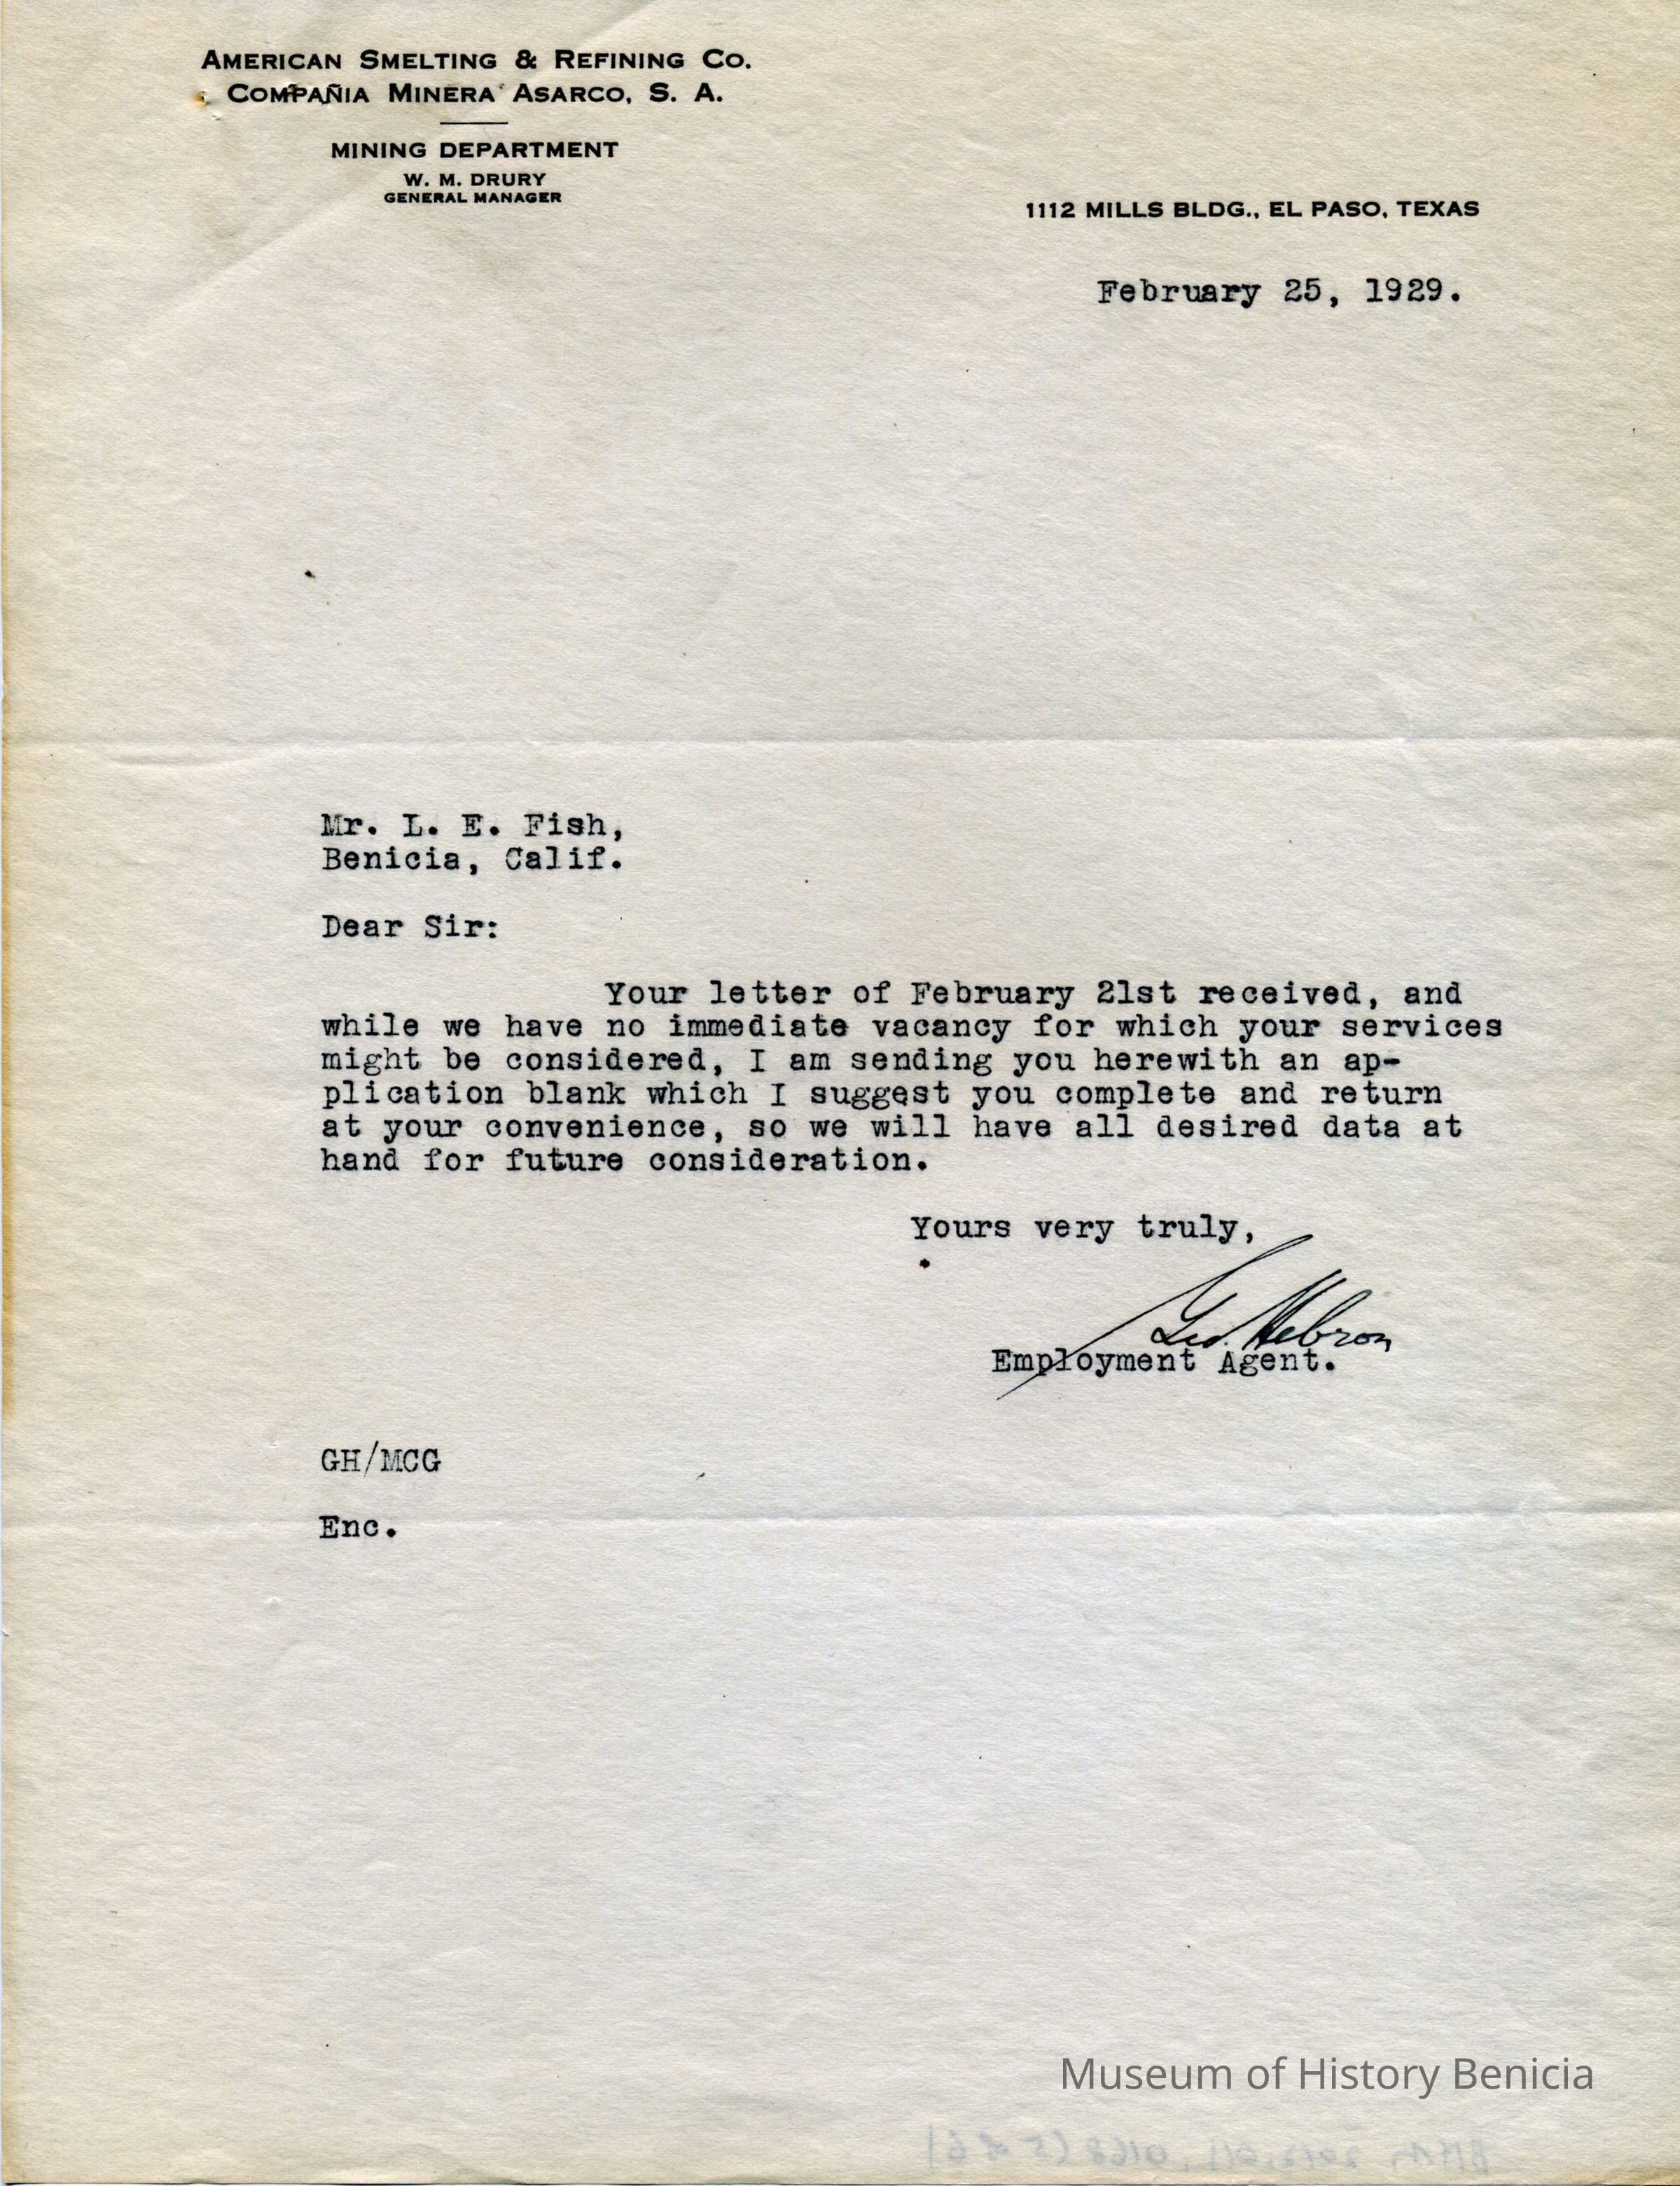 AMERICAN SMELTING & REFINING CO.
COMPAÑIA MINERA ASARCO, S. A.
MINING DEPARTMENT
W. M. DRURY
GENERAL MANAGER
1112 MILLS BLDG., EL PASO, TEXAS
February 25, 1929.
Mr. L. E. Fish,
Benicia, Calif.
Dear Sir:
Your letter of February 21st received, and
while we have no immediate vacancy for which your services
might be considered, I am sending you herewith an ap-
plication blank which I suggest you complete and return
at your convenience, so we will have all desired data at
hand for future consideration.
Yours very truly,
Geo. Hebron
Employment Agent.
GH/MCG
Enc.
Museum of History Benicia